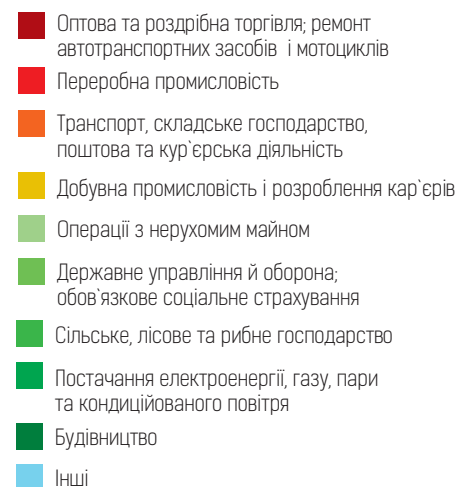 Оптова та роздрібна торгівля; ремонт
автотранспортних засобів і мотоциклів
Переробна промисловість
Транспорт, складське господарство,
поштова та кур`єрська діяльність
Добувна промисловість і розроблення кар`єрів
Операції з нерухомим майном
Державне управління й оборона;
обов`язкове соціальне страхування
Сільське, лісове та рибне господарство
Постачання електроенергії, газу, пари
та кондиційованого повітря
Будівництво
Інші